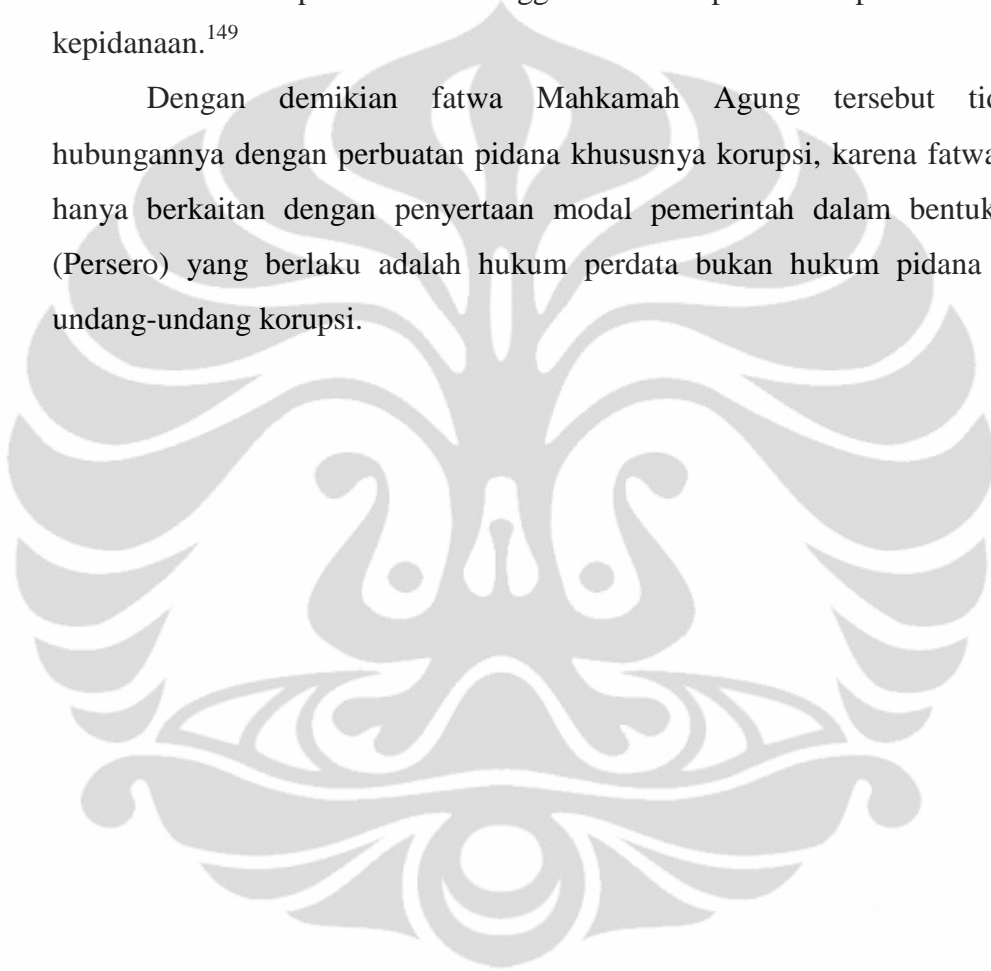 kepidanaan.149
Dengan demikian fatwa Mahkamah Agung tersebut
hubungannya dengan perbuatan pidana khususnya korupsi, karena fatwa
hanya berkaitan dengan penyertaan modal pemerintah dalam bentuk
(Persero) yang berlaku adalah hukum perdata bukan hukum pidana
undang-undang korupsi.